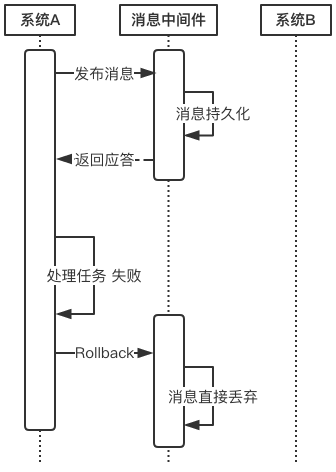 系统A
消息中间件
系统B
发布消息
消息持久化
返回应答
处理任务 失败
Rollback
消息直接丢弃